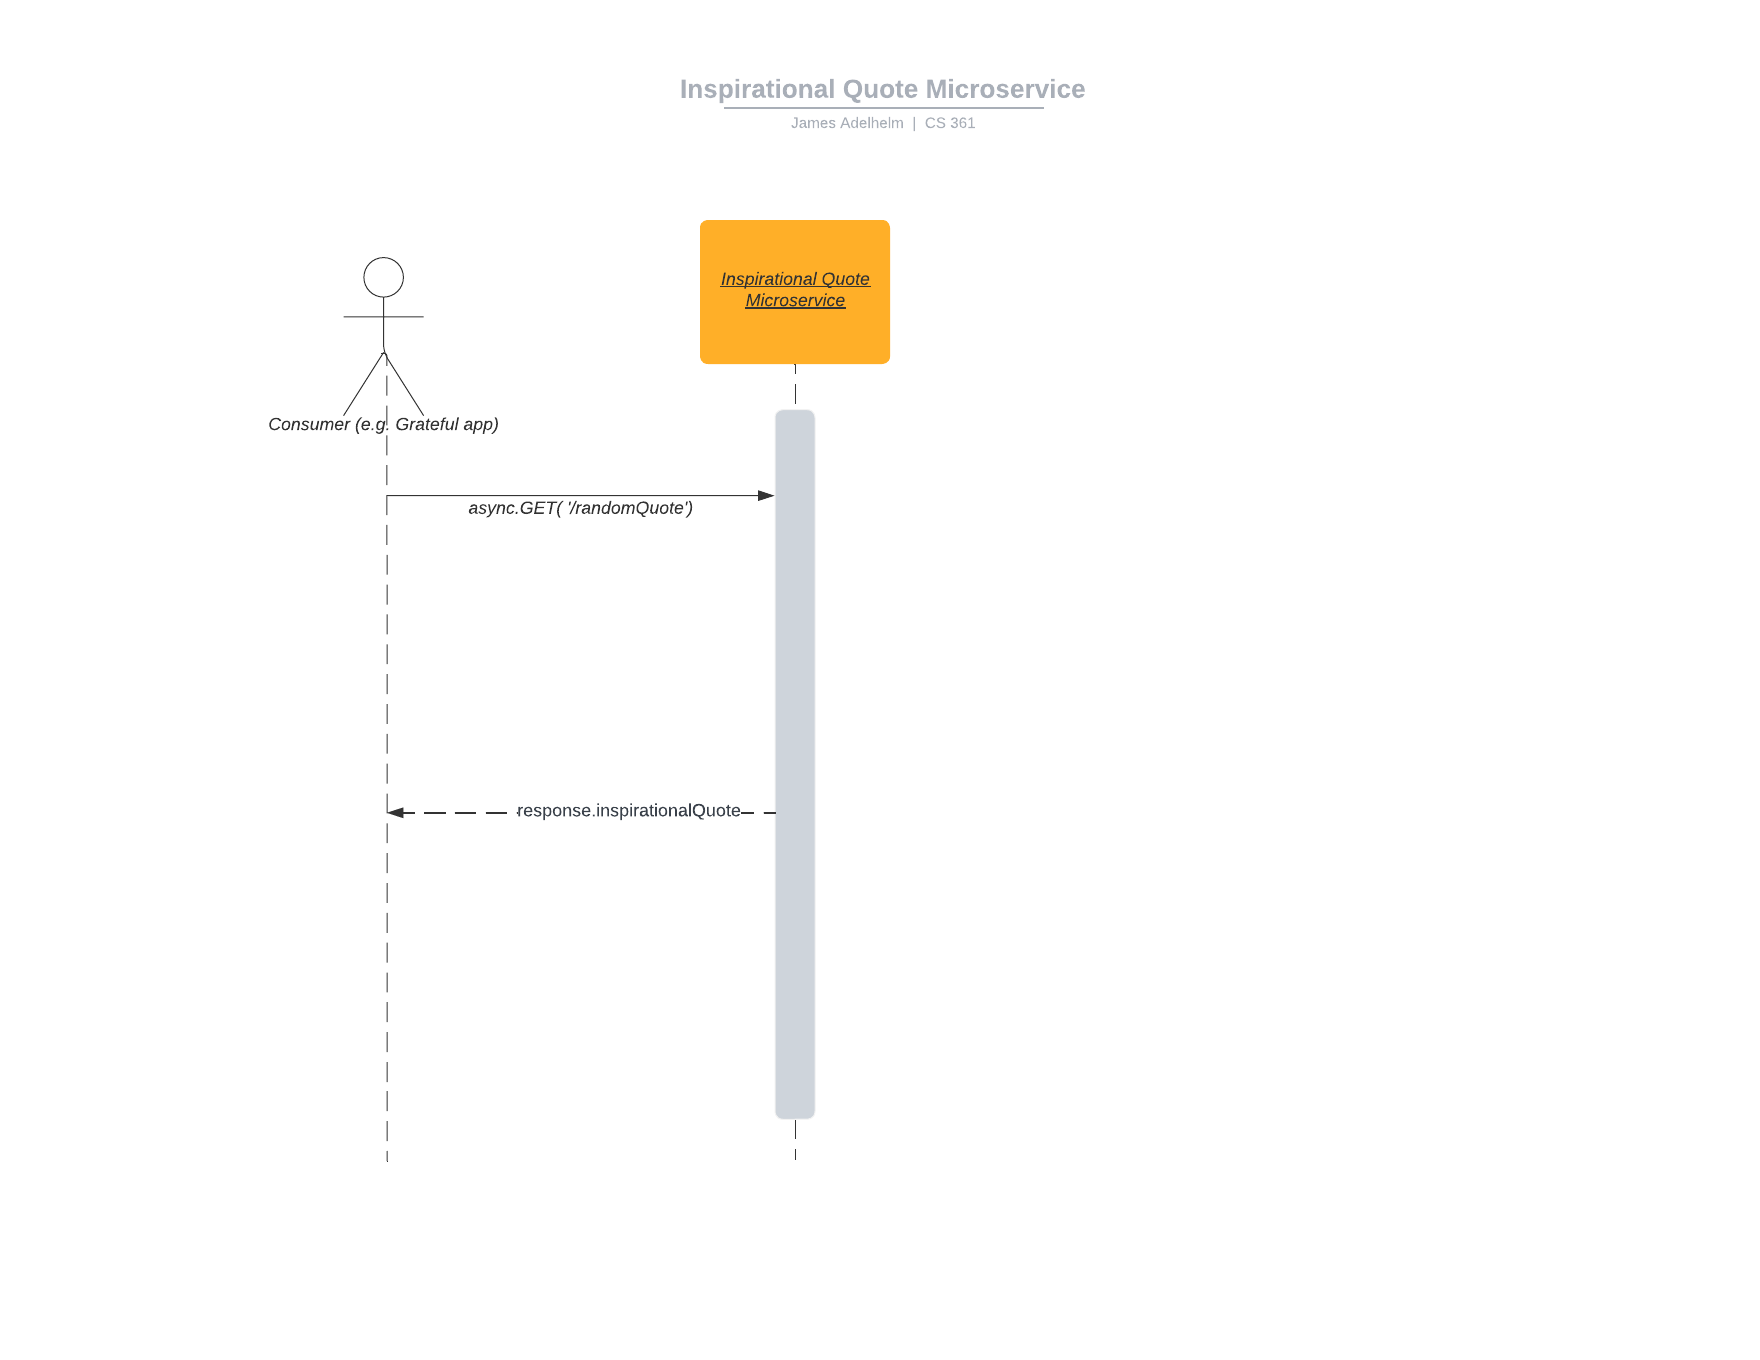 Inspirational Quote Microservice
James Adelhelm | CS 361
Inspirational Quote
Microservice
Consumer (e.g. Grateful app)
async.GET( '/randomQuote')
response.inspirationalQuote